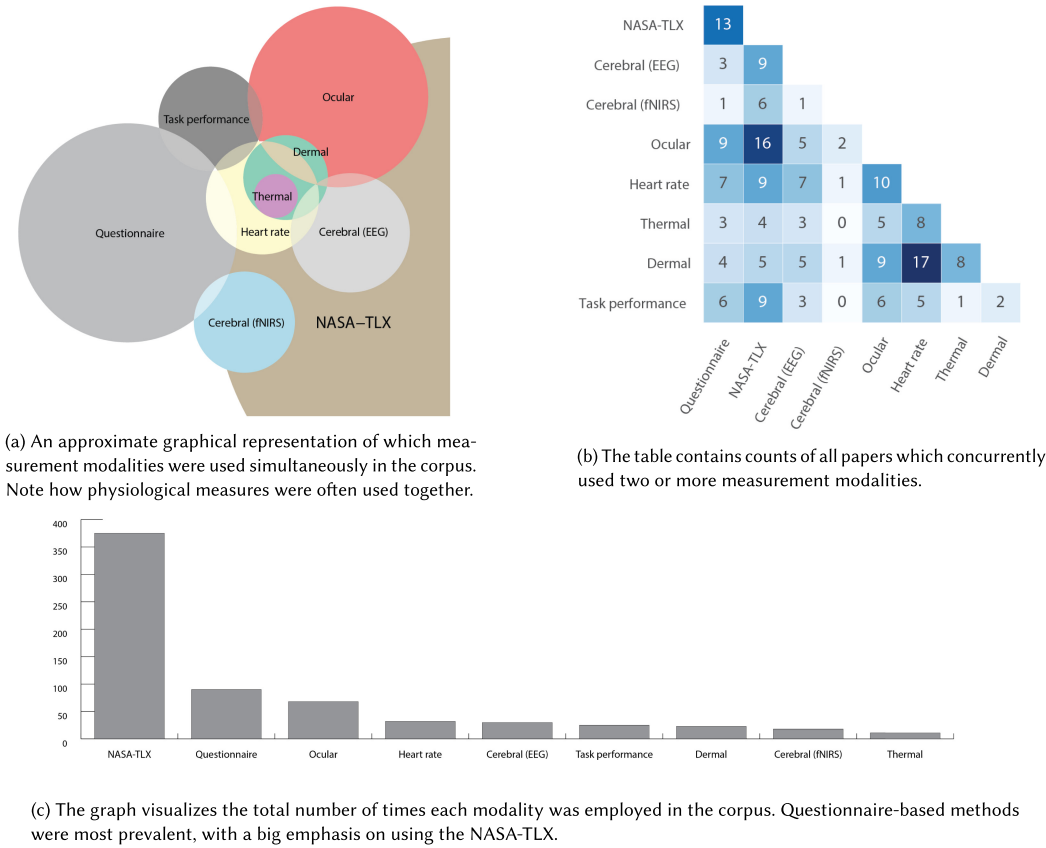 Ocular
Task performance
Dermal
Thermal
Questionnaire
Heart rate
Cerebral (EEG)
Cerebral (fNIRS)
NASA–TLX
(a) An approximate graphical representation of which mea-
surement modalities were used simultaneously in the corpus.
Note how physiological measures were often used together.
NASA-TLX 13
Cerebral (EEG) 3 9
Cerebral (fNIRS) 1 6 1
Ocular 9 16 5 2
Heart rate 7 9 7 1 10
Thermal 3 4 3 0 5 8
Dermal 4 5 5 1 9 17 8
Task performance 6 9 3 0 6 5 1 2
Questionnaire NASA-TLX Cerebral (EEG) Cerebral (fNIRS) Ocular Heart rate Thermal Dermal
(b) The table contains counts of all papers which concurrently
used two or more measurement modalities.
400
350
300
250
200
150
100
50
0
NASA-TLX Questionnaire Ocular Heart rate Cerebral (EEG) Task performance Dermal Cerebral (fNIRS) Thermal
(c) The graph visualizes the total number of times each modality was employed in the corpus. Questionnaire-based methods
were most prevalent, with a big emphasis on using the NASA-TLX.